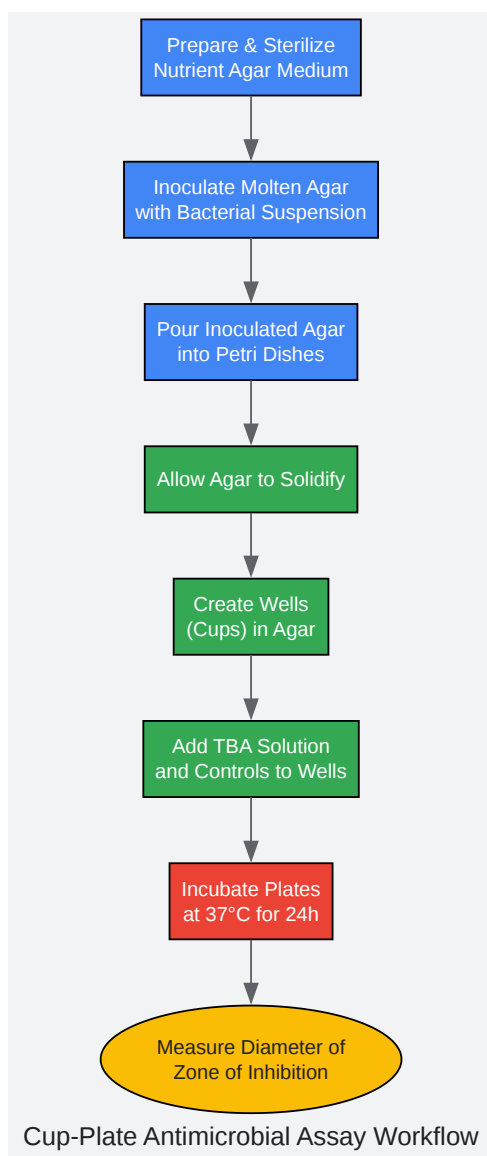 Prepare & Sterilize
Nutrient Agar Medium
Inoculate Molten Agar
with Bacterial Suspension
Pour Inoculated Agar
into Petri Dishes
Allow Agar to Solidify
Create Wells
(Cups) in Agar
Add TBA Solution
and Controls to Wells
Incubate Plates
at 37°C for 24h
Measure Diameter of
Zone of Inhibition
Cup-Plate Antimicrobial Assay Workflow